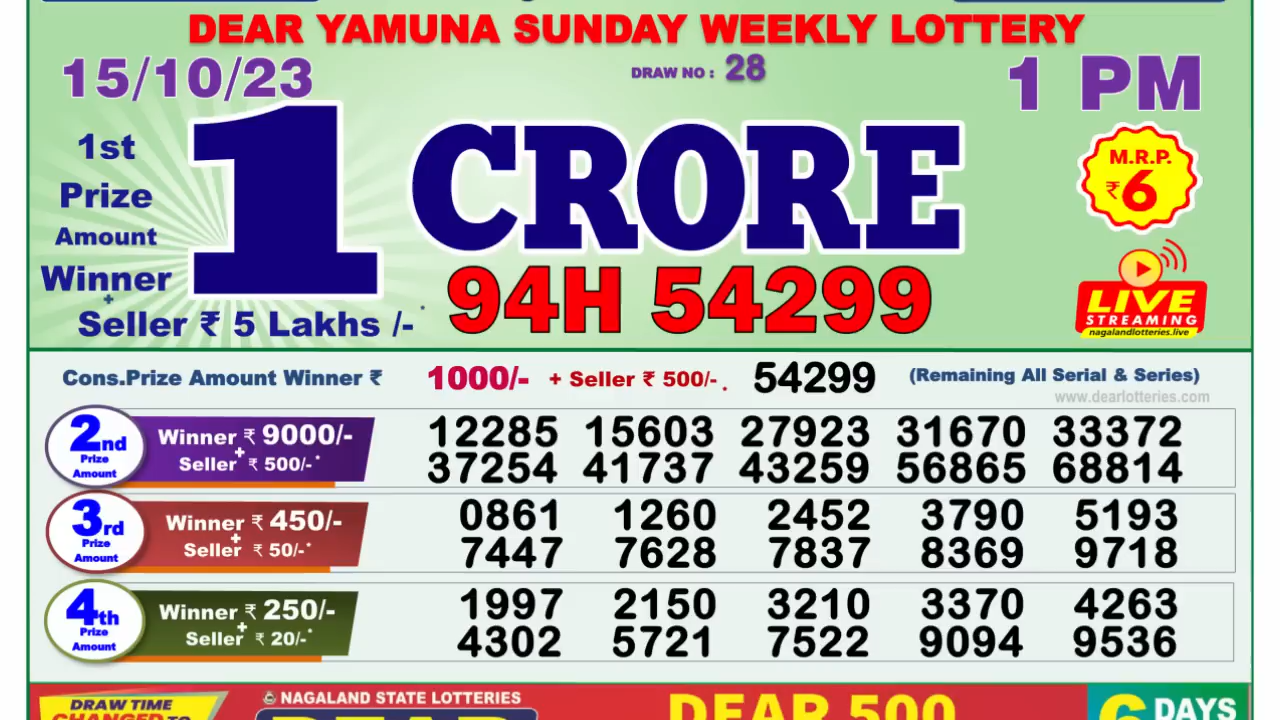 DEAR YAMUNA SUNDAY WEEKLY LOTTERY
15/10/23
DRAW NO : 28
1 PM
1st
Prize
Amount
Winner
+
Seller ₹ 5 Lakhs /-*
1 CRORE
94H 54299
M.R.P.
₹6
LIVE
STREAMING
nagalandlotteries.live
Cons.Prize Amount Winner ₹ 1000/- + Seller ₹ 500/-. 54299 (Remaining All Serial & Series)
www.dearlotteries.com
2nd
Prize
Amount
Winner ₹ 9000/-
+
Seller ₹ 500/-*
12285 15603 27923 31670 33372
37254 41737 43259 56865 68814
3rd
Prize
Amount
Winner ₹ 450/-
+
Seller ₹ 50/-*
0861 1260 2452 3790 5193
7447 7628 7837 8369 9718
4th
Prize
Amount
Winner ₹ 250/-
+
Seller ₹ 20/-*
1997 2150 3210 3370 4263
4302 5721 7522 9094 9536
DRAW TIME
CHANGED TO
NAGALAND STATE LOTTERIES
DEAR
DEAR 500
6 DAYS